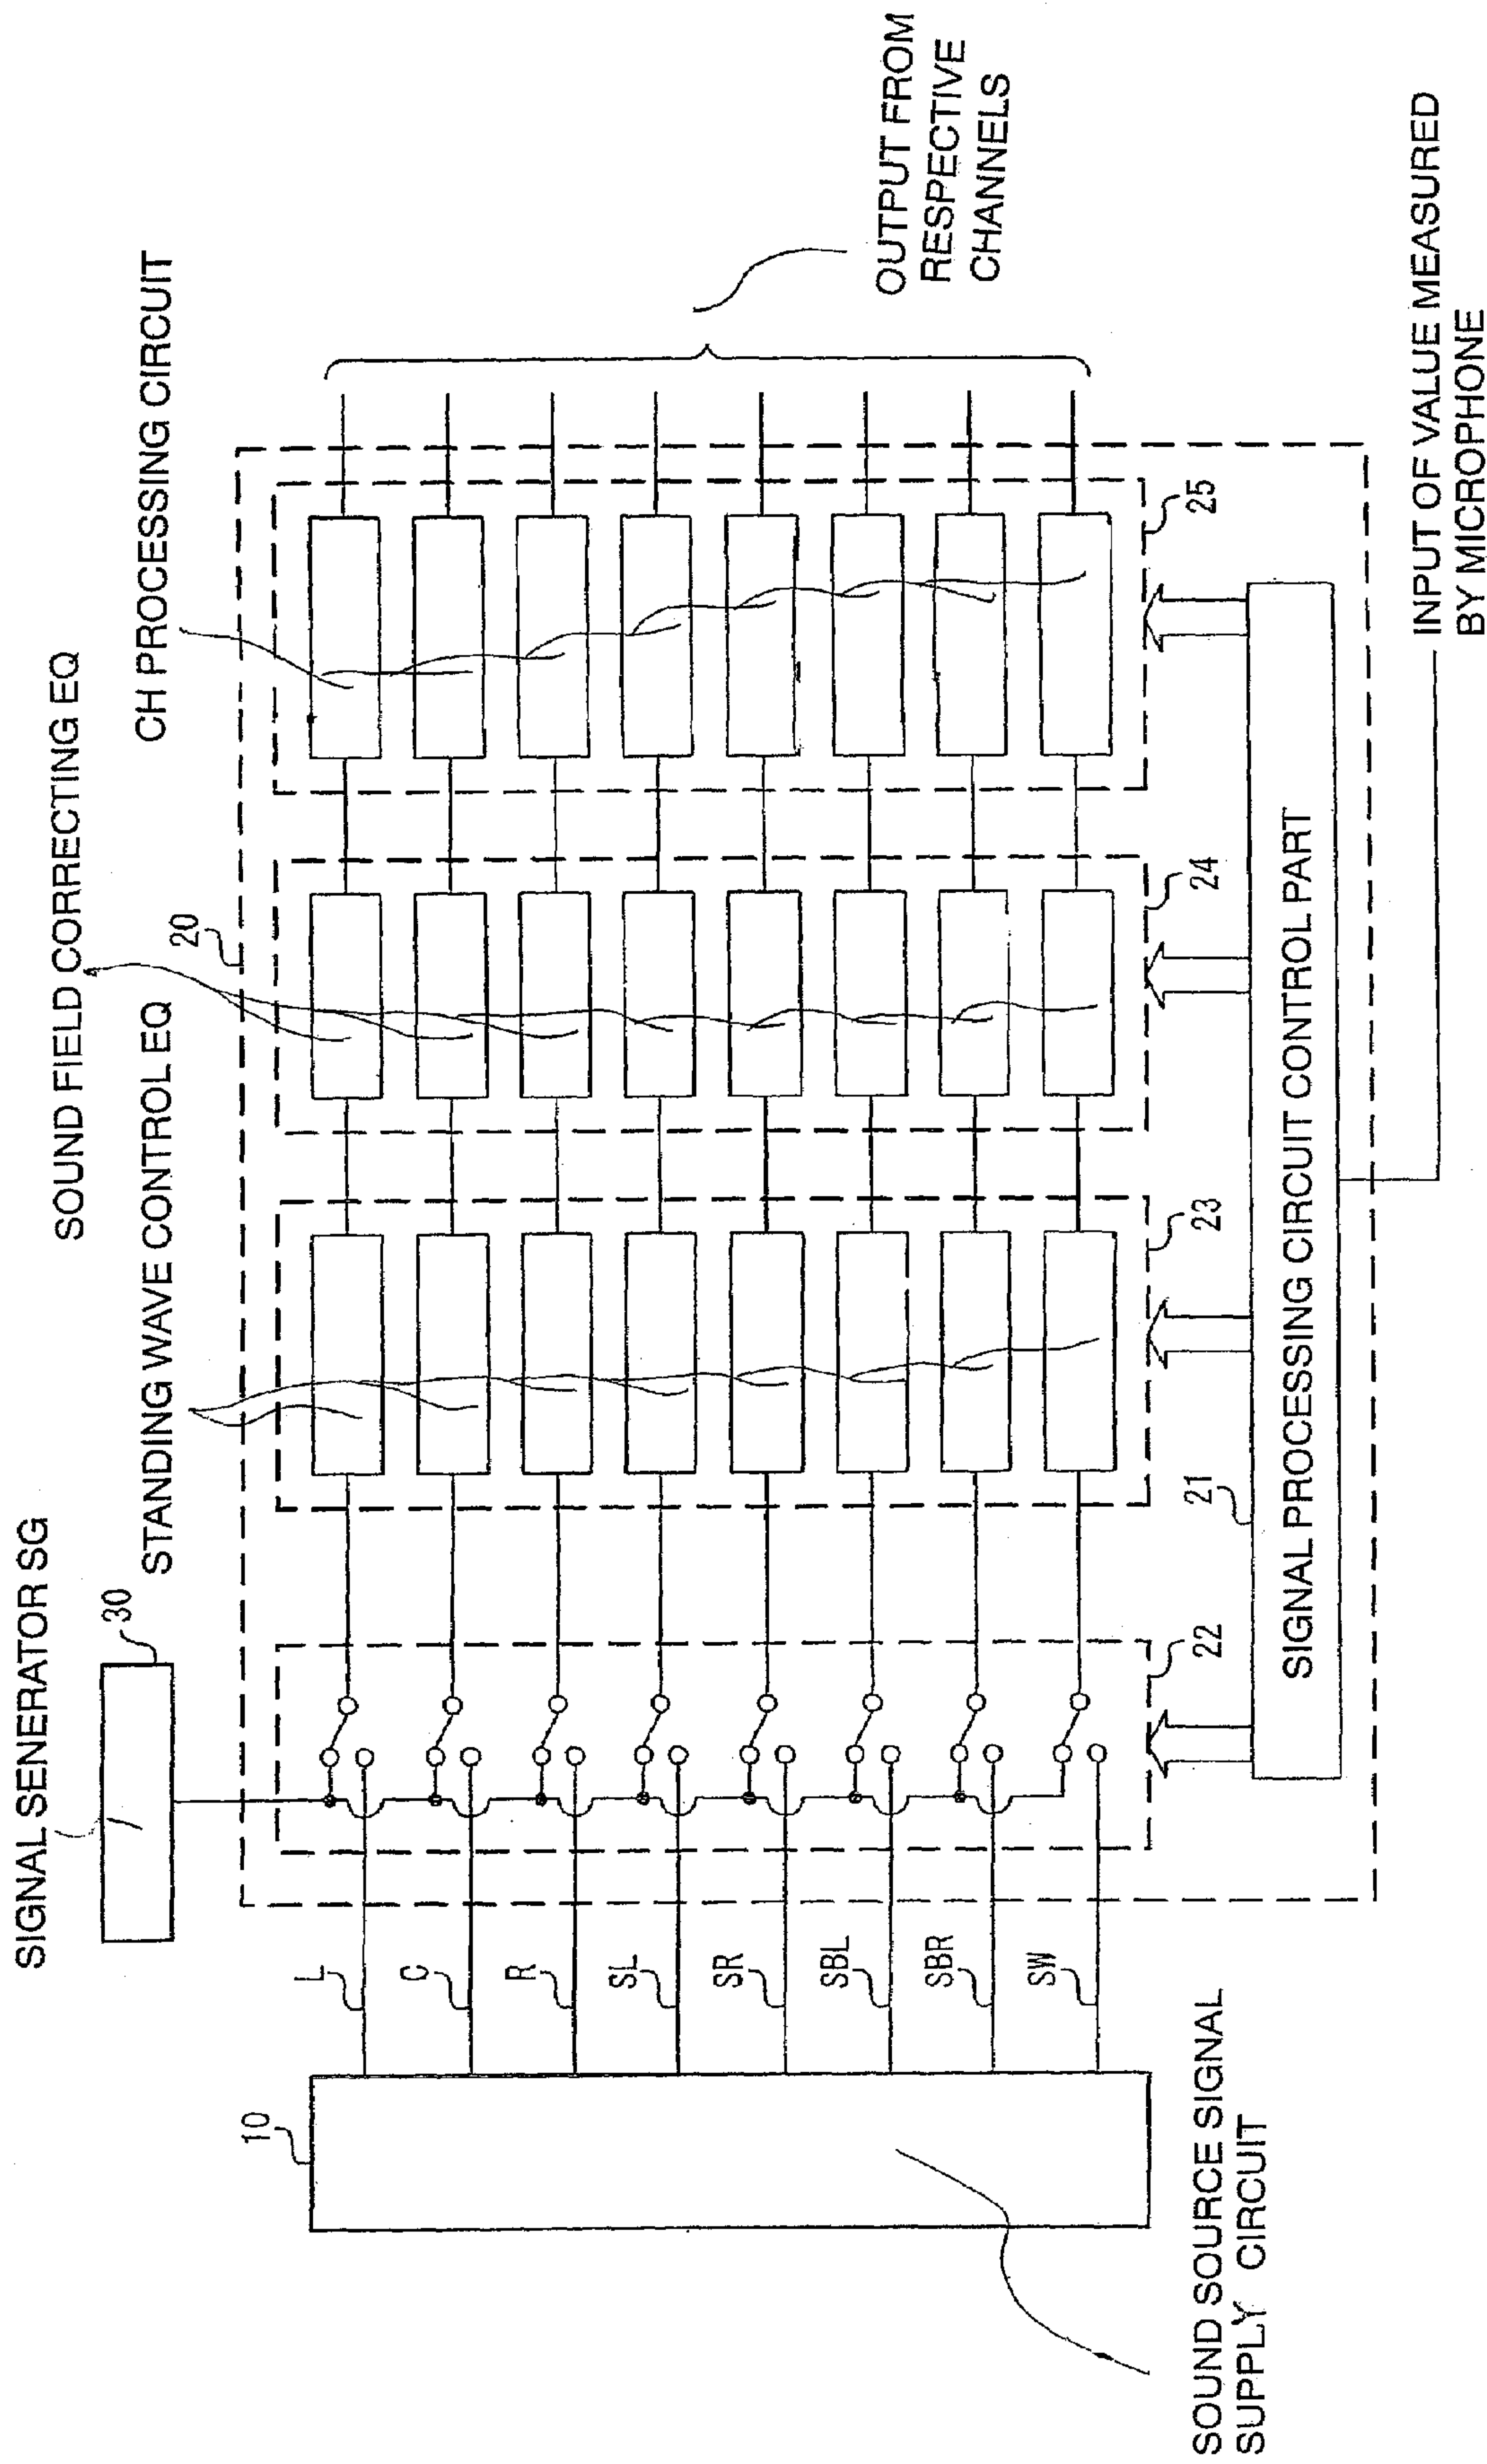 SIGNAL SENERATOR SG
30
STANDING WAVE CONTROL EQ
SOUND FIELD CORRECTING EQ
20
CH PROCESSING CIRCUIT
10
L
C
R
SL
SR
SBL
SBR
SW
22
23
24
25
OUTPUT FROM
RESPECTIVE
CHANNELS
21
SIGNAL PROCESSING CIRCUIT CONTROL PART
SOUND SOURCE SIGNAL
SUPPLY CIRCUIT
INPUT OF VALUE MEASURED
BY MICROPHONE